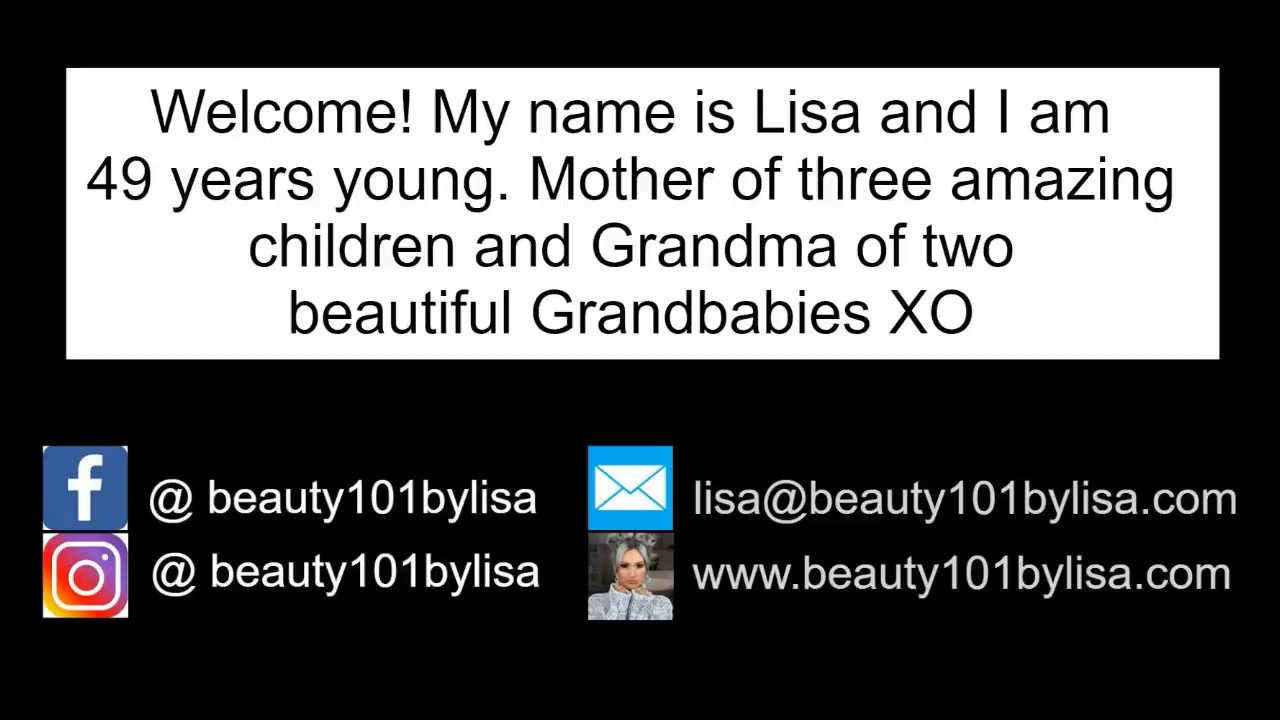 Welcome! My name is Lisa and I am
49 years young. Mother of three amazing
children and Grandma of two
beautiful Grandbabies XO
@ beauty101bylisa
lisa@beauty101bylisa.com
@ beauty101bylisa
www.beauty101bylisa.com